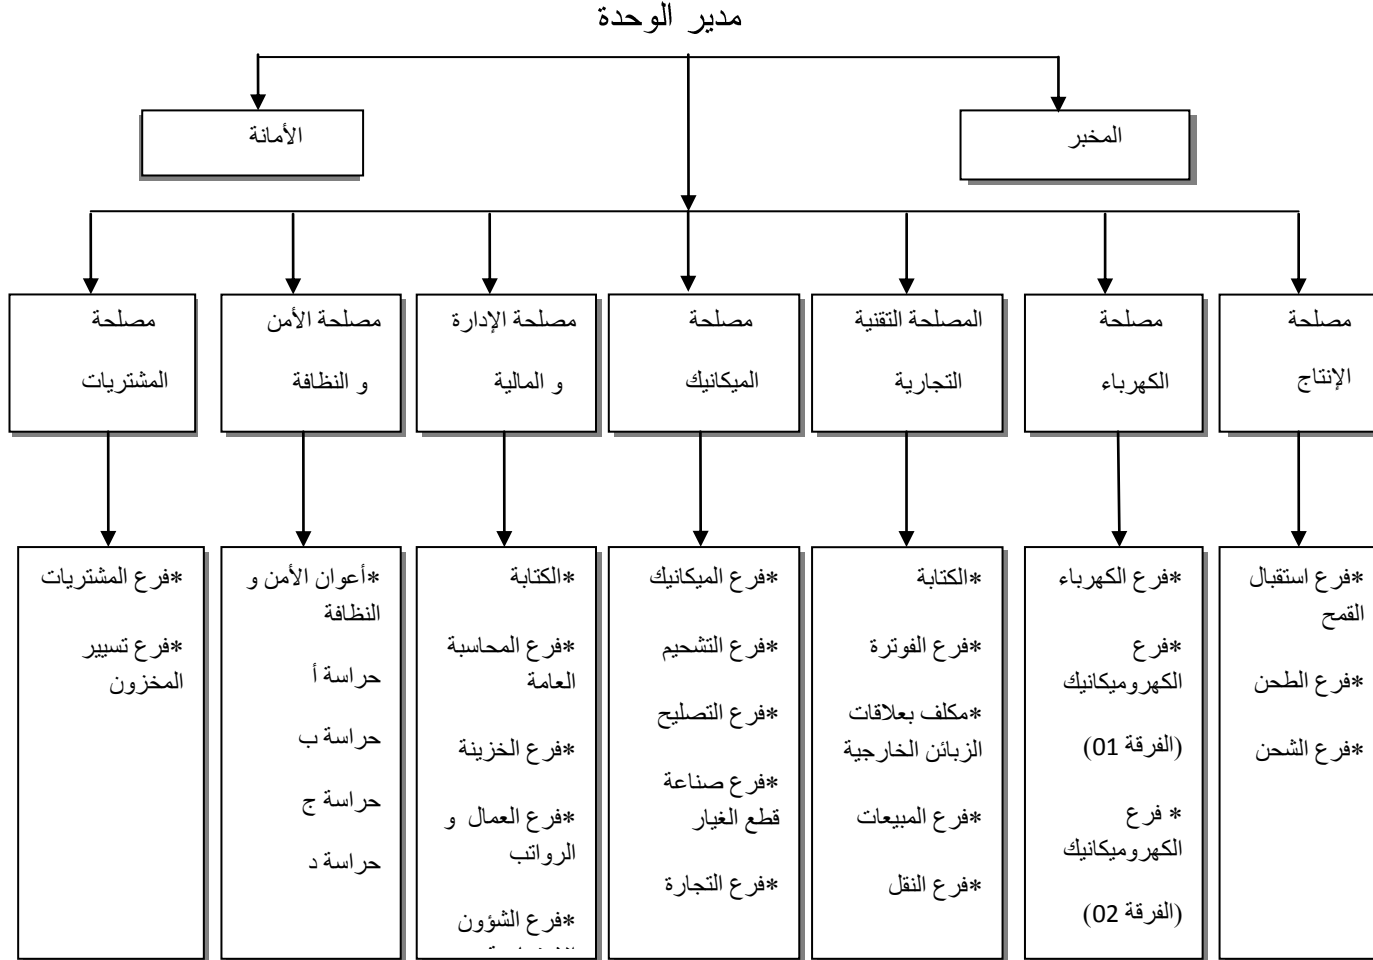 مدير الوحدة
المخبر
الأمانة
مصلحة
الإنتاج
مصلحة
الكهرباء
المصلحة التقنية
التجارية
مصلحة
الميكانيك
مصلحة الإدارة
و المالية
مصلحة الأمن
و النظافة
مصلحة
المشتريات
*فرع استقبال
القمح
*فرع الطحن
*فرع الشحن
*فرع الكهرباء
*فرع
الكهروميكانيك
(الفرقة 01)
* فرع
الكهروميكانيك
(الفرقة 02)
*الكتابة
*فرع الفوترة
*مكلف بعلاقات
الزبائن الخارجية
*فرع المبيعات
*فرع النقل
*فرع الميكانيك
*فرع التشحيم
*فرع التصليح
*فرع صناعة
قطع الغيار
*فرع التجارة
*الكتابة
*فرع المحاسبة
العامة
*فرع الخزينة
*فرع العمال و
الرواتب
*فرع الشؤون
*أعوان الأمن و
النظافة
حراسة أ
حراسة ب
حراسة ج
حراسة د
*فرع المشتريات
*فرع تسيير
المخزون